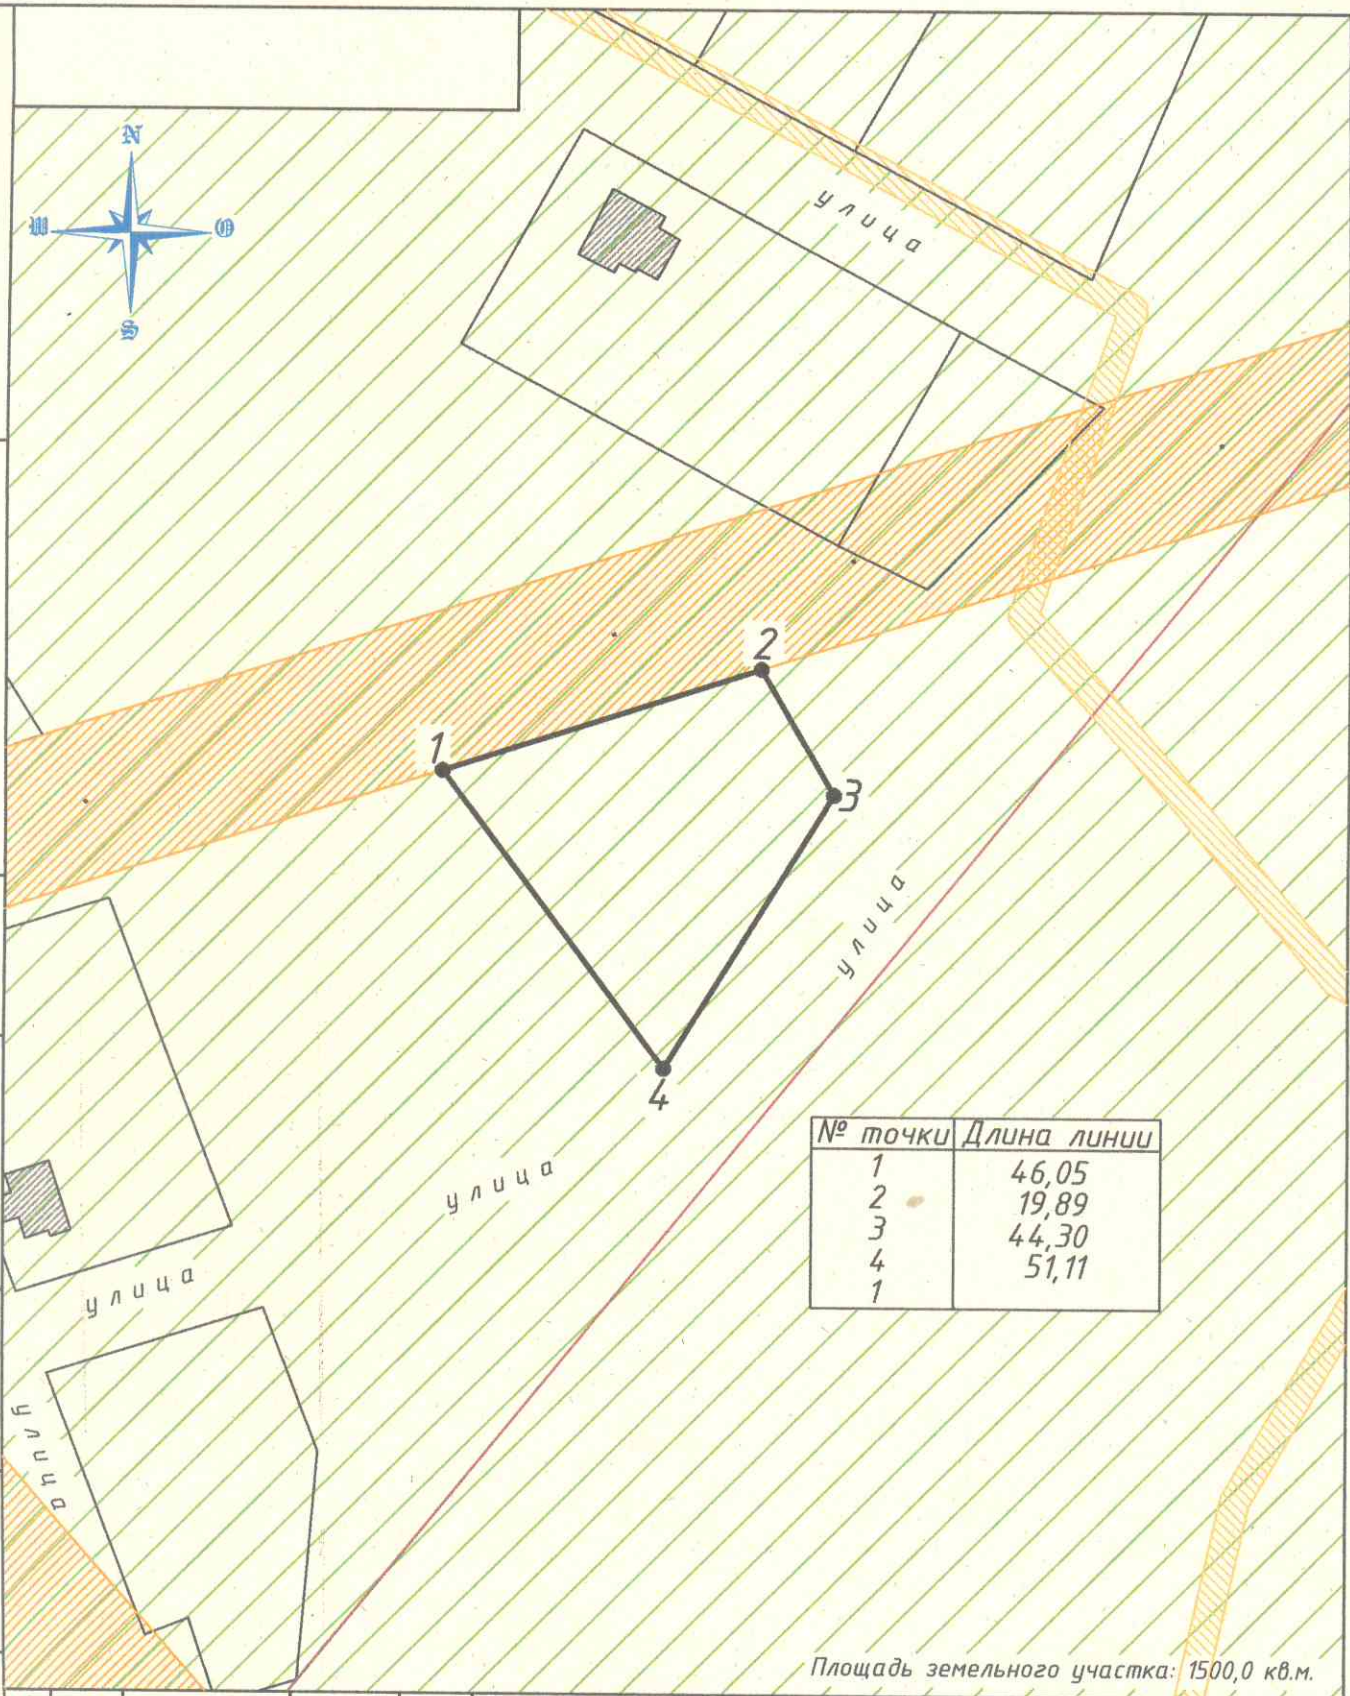 N
W O
S
улица
2
1
3
улица
4
№ точки Длина линии
1 46,05
2 19,89
3 44,30
4 51,11
1
улица
улица
улица
Площадь земельного участка: 1500,0 кв.м.